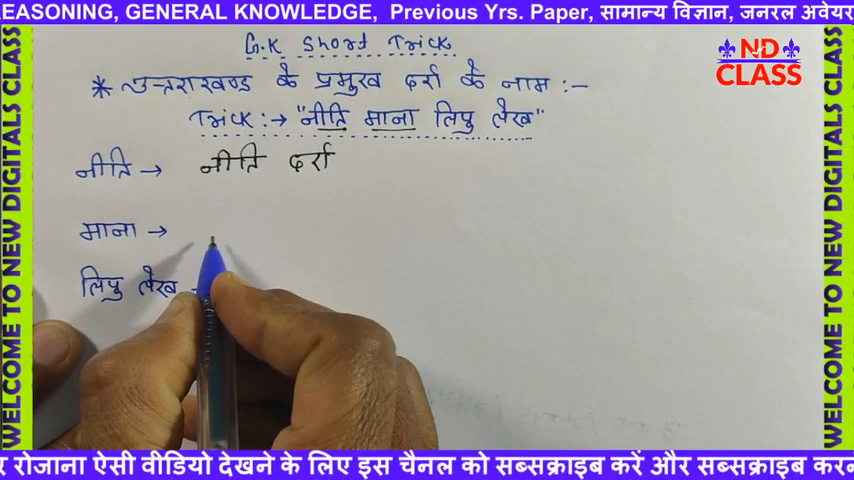 REASONING, GENERAL KNOWLEDGE, Previous Yrs. Paper, सामान्य विज्ञान, जनरल अवेयर
G.K Short Trick
ND
CLASS
* उत्तराखण्ड के प्रमुख दर्रा के नाम :-
Trick :→ "नीति माना लिपु लेख"
नीति → नीति दर्रा
माना →
लिपु लेख
WELCOME TO NEW DIGITALS CLASS
WELCOME TO NEW DIGITALS CLASS
र रोजाना ऐसी वीडियो देखने के लिए इस चैनल को सब्सक्राइब करें और सब्सक्राइब करन